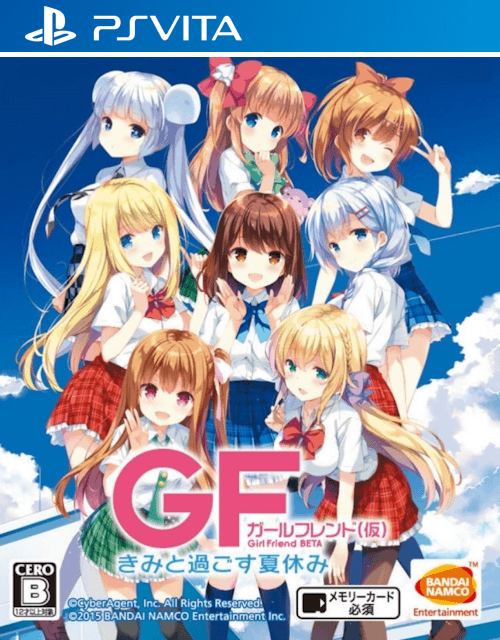 PSVITA
GF
ガールフレンド(仮)
Girl Friend BETA
きみと過ごす夏休み
CERO
B
12才以上対象
©CyberAgent, Inc. All Rights Reserved.
©2015 BANDAI NAMCO Entertainment Inc.
メモリーカード
必須
BANDAI
NAMCO
TM
Entertainment